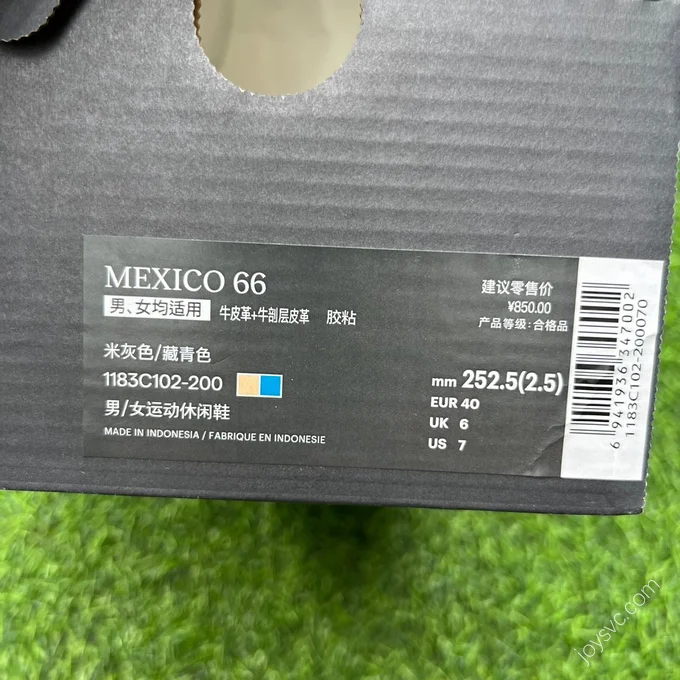 MEXICO 66
男、女均适用 牛皮革+牛剖层皮革 胶粘
米灰色/藏青色
1183C102-200
男/女运动休闲鞋
MADE IN INDONESIA / FABRIQUE EN INDONESIE
建议零售价
¥850.00
产品等级:合格品
mm 252.5(2.5)
EUR 40
UK 6
US 7
6 941936 347002
1183C102-200070
joysvc.com